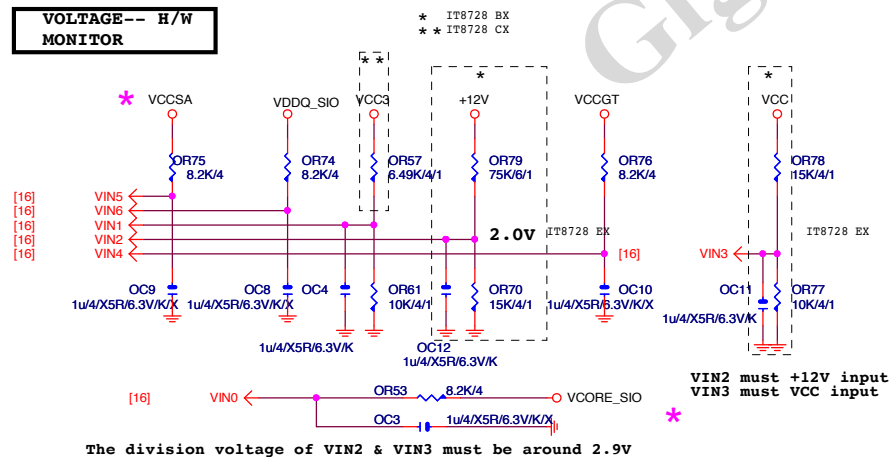 VOLTAGE-- H/W
MONITOR
* IT8728 BX
** IT8728 CX
Gig
**
*
*
*
VCCSA
VDDQ_SIO
VCC3
+12V
VCCGT
VCC
OR75
8.2K/4
OR74
8.2K/4
OR57
6.49K/4/1
OR79
75K/6/1
OR76
8.2K/4
OR78
15K/4/1
[16] VIN5
[16] VIN6
[16] VIN1
[16] VIN2
[16] VIN4
2.0V
IT8728 EX
[16]
VIN3
IT8728 EX
OC9
1u/4/X5R/6.3V/K/X
OC8
1u/4/X5R/6.3V/K/X
OC4
1u/4/X5R/6.3V/K
OR61
10K/4/1
OC12
1u/4/X5R/6.3V/K
OR70
15K/4/1
OC10
1u/4/X5R/6.3V/K/X
OC11
1u/4/X5R/6.3V/K
OR77
10K/4/1
VIN2 must +12V input
VIN3 must VCC input
*
[16] VIN0
OR53 8.2K/4
VCORE_SIO
OC3 1u/4/X5R/6.3V/K/X
The division voltage of VIN2 & VIN3 must be around 2.9V